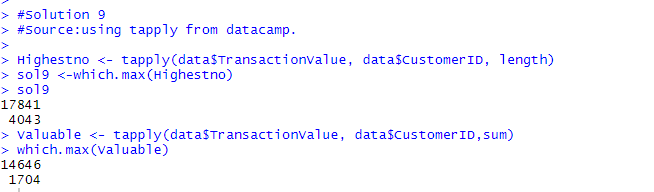 >
> #Solution 9
> #Source:using tapply from datacamp.
>
> Highestno <- tapply(data$TransactionValue, data$CustomerID, length)
> sol9 <-which.max(Highestno)
> sol9
17841
 4043
> Valuable <- tapply(data$TransactionValue, data$CustomerID,sum)
> which.max(Valuable)
14646
 1704